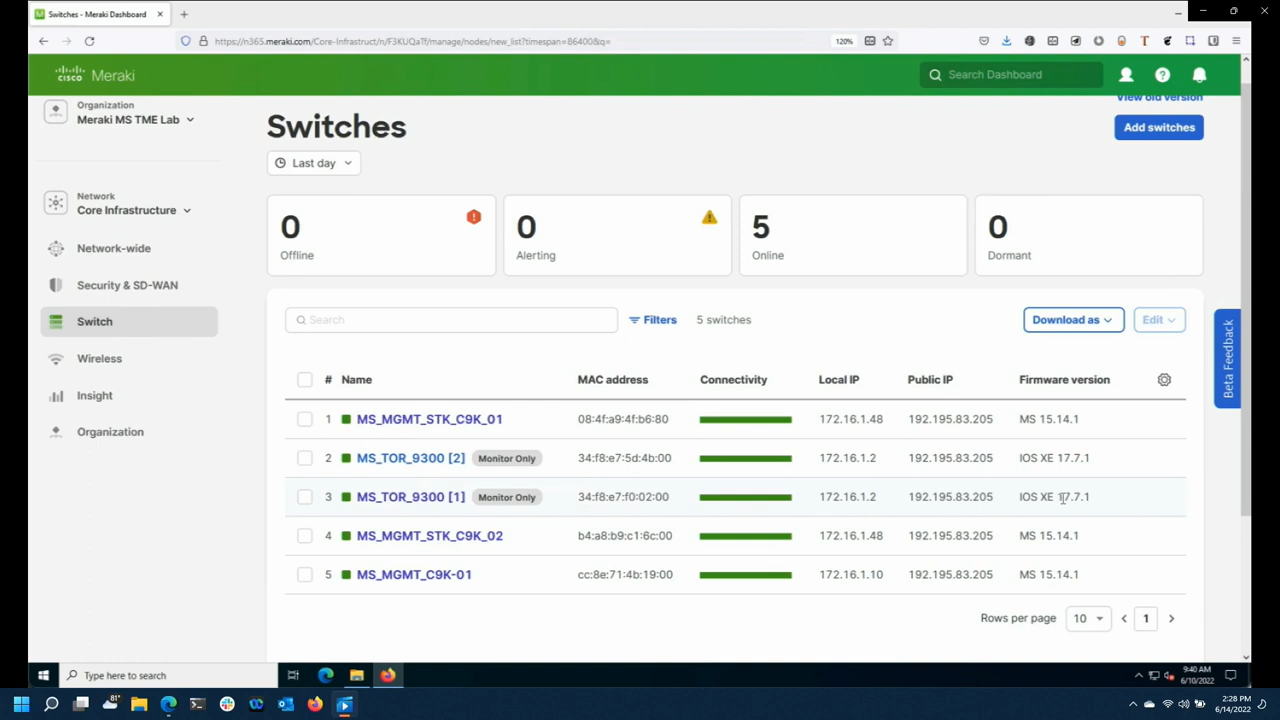 Switches - Meraki Dashboard
https://n365.meraki.com/Core-Infrastruct/n/F3KUQaTf/manage/nodes/new_list?timespan=86400&q=
120%
CISCO Meraki
Search Dashboard
Organization
Meraki MS TME Lab
Network
Core Infrastructure
Network-wide
Security & SD-WAN
Switch
Wireless
Insight
Organization
View old version
Switches
Add switches
Last day
0
Offline
0
Alerting
5
Online
0
Dormant
Search
Filters
5 switches
Download as
Edit
# Name MAC address Connectivity Local IP Public IP Firmware version
1 MS_MGMT_STK_C9K_01 08:4f:a9:4f:b6:80 172.16.1.48 192.195.83.205 MS 15.14.1
2 MS_TOR_9300 [2] Monitor Only 34:f8:e7:5d:4b:00 172.16.1.2 192.195.83.205 IOS XE 17.7.1
3 MS_TOR_9300 [1] Monitor Only 34:f8:e7:f0:02:00 172.16.1.2 192.195.83.205 IOS XE 17.7.1
4 MS_MGMT_STK_C9K_02 b4:a8:b9:c1:6c:00 172.16.1.48 192.195.83.205 MS 15.14.1
5 MS_MGMT_C9K-01 cc:8e:71:4b:19:00 172.16.1.10 192.195.83.205 MS 15.14.1
Rows per page 10 1
Beta Feedback
Type here to search
9:40 AM
6/10/2022
81°
2:28 PM
6/14/2022